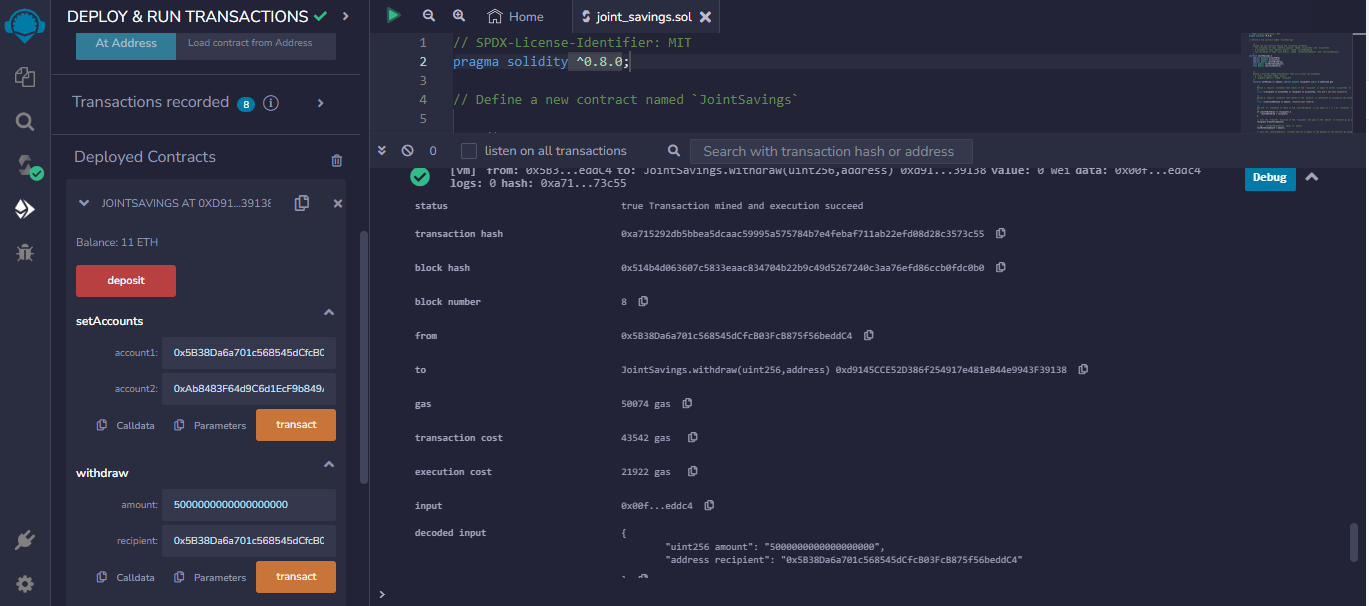 DEPLOY & RUN TRANSACTIONS
At Address
Load contract from Address
Transactions recorded 8 i
Deployed Contracts
JOINTSAVINGS AT 0XD91...39138
Balance: 11 ETH
deposit
setAccounts
account1: 0x5B38Da6a701c568545dCfcB0
account2: 0xAb8483F64d9C6d1EcF9b849
Calldata Parameters transact
withdraw
amount: 5000000000000000000
recipient: 0x5B38Da6a701c568545dCfcB0
Calldata Parameters transact
Home
joint_savings.sol
1 // SPDX-License-Identifier: MIT
2 pragma solidity ^0.8.0;
3
4 // Define a new contract named `JointSavings`
5
0 listen on all transactions Search with transaction hash or address
[vm] from: 0x5B3...eddC4 to: JointSavings.withdraw(uint256,address) 0xd91...39138 value: 0 wei data: 0x00f...eddc4
logs: 0 hash: 0xa71...73c55
Debug
status true Transaction mined and execution succeed
transaction hash 0xa715292db5bbea5dcaac59995a575784b7e4febaf711ab22efd08d28c3573c55
block hash 0x514b4d063607c5833eaac834704b22b9c49d5267240c3aa76efd86ccb0fdc0b0
block number 8
from 0x5B38Da6a701c568545dCfcB03FcB875f56beddC4
to JointSavings.withdraw(uint256,address) 0xd9145CCE52D386f254917e481eB44e9943F39138
gas 50074 gas
transaction cost 43542 gas
execution cost 21922 gas
input 0x00f...eddc4
decoded input {
"uint256 amount": "5000000000000000000",
"address recipient": "0x5B38Da6a701c568545dCfcB03FcB875f56beddC4"